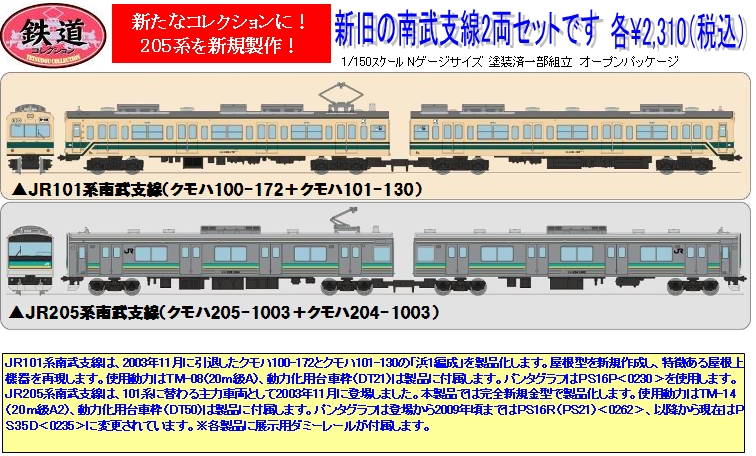 鉄道
コレクション
TETSUDOU COLLECTION
新たなコレクションに！
205系を新規製作！
新旧の南武支線2両セットです 各¥2,310(税込)
1/150スケール Nゲージサイズ 塗装済一部組立 オープンパッケージ
▲JR101系南武支線(クモハ100-172＋クモハ101-130)
JR
JR
▲JR205系南武支線(クモハ205-1003＋クモハ204-1003)
JR101系南武支線は、2003年11月に引退したクモハ100-172とクモハ101-130の｢浜1編成｣を製品化します。屋根型を新規作成し、特徴ある屋根上
機器を再現します。使用動力はTM-08(20m級A)、動力化用台車枠(DT21)は製品に付属します。パンタグラフはPS16P<0230>を使用します。
JR205系南武支線は、101系に替わる主力車両として2003年11月に登場しました。本製品では完全新規金型で製品化します。使用動力はTM-14
(20m級A2)、動力化用台車枠(DT50)は製品に付属します。パンタグラフは登場から2009年頃まではPS16R(PS21)<0262>、以降から現在はP
S35D<0235>に変更されています。※各製品に展示用ダミーレールが付属します。